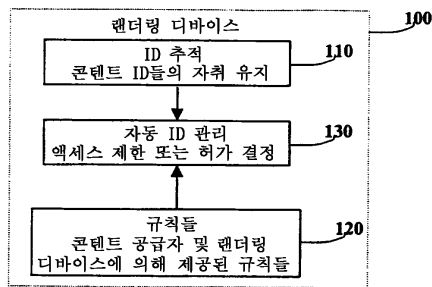 랜더링 디바이스
100
ID 추적
콘텐트 ID들의 자취 유지
110
자동 ID 관리
액세스 제한 또는 허가 결정
130
규칙들
콘텐트 공급자 및 랜더링
디바이스에 의해 제공된 규칙들
120